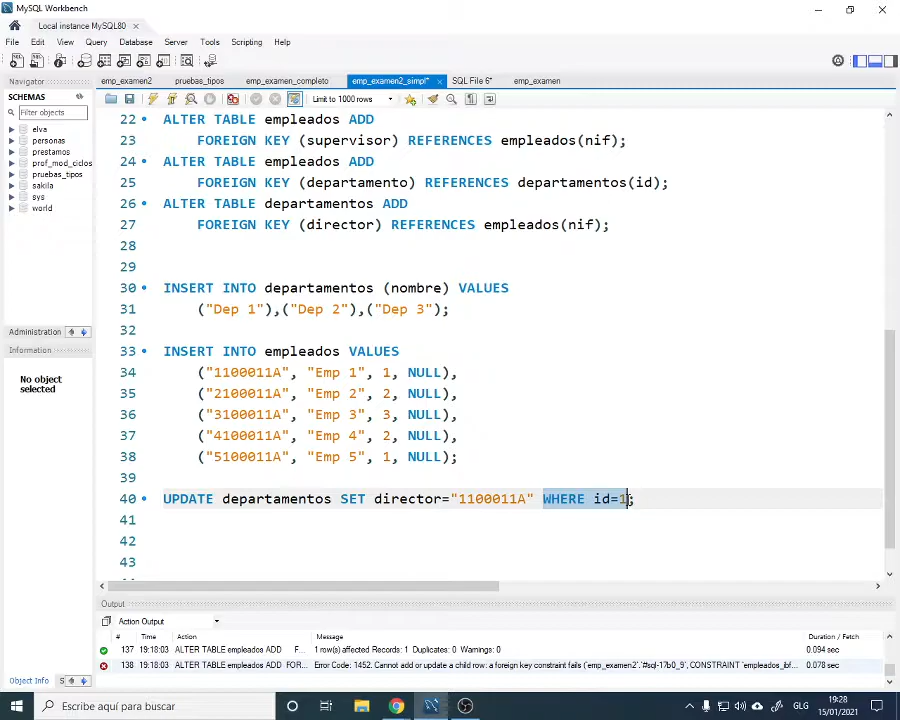 MySQL Workbench
Local instance MySQL80 ×
File Edit View Query Database Server Tools Scripting Help
Navigator
SCHEMAS
Filter objects
elva
personas
prestamos
prof_mod_ciclos
pruebas_tipos
sakila
sys
world
Administration
Information
No object
selected
Object Info S
emp_examen2 pruebas_tipos emp_examen_completo emp_examen2_simpl* × SQL File 6* emp_examen
Limit to 1000 rows
22 ALTER TABLE empleados ADD
23 FOREIGN KEY (supervisor) REFERENCES empleados(nif);
24 ALTER TABLE empleados ADD
25 FOREIGN KEY (departamento) REFERENCES departamentos(id);
26 ALTER TABLE departamentos ADD
27 FOREIGN KEY (director) REFERENCES empleados(nif);
28
29
30 INSERT INTO departamentos (nombre) VALUES
31 ("Dep 1"),("Dep 2"),("Dep 3");
32
33 INSERT INTO empleados VALUES
34 ("1100011A", "Emp 1", 1, NULL),
35 ("2100011A", "Emp 2", 2, NULL),
36 ("3100011A", "Emp 3", 3, NULL),
37 ("4100011A", "Emp 4", 2, NULL),
38 ("5100011A", "Emp 5", 1, NULL);
39
40 UPDATE departamentos SET director="1100011A" WHERE id=1;
41
42
43
Output
Action Output
# Time Action Message Duration / Fetch
137 19:18:03 ALTER TABLE empleados ADD F... 1 row(s) affected Records: 1 Duplicates: 0 Warnings: 0 0.094 sec
138 19:18:03 ALTER TABLE empleados ADD FOR... Error Code: 1452. Cannot add or update a child row: a foreign key constraint fails (`emp_examen2`.`#sql-17b0_9`, CONSTRAINT `empleados_ibf... 0.078 sec
Escribe aquí para buscar
GLG
19:28
15/01/2021